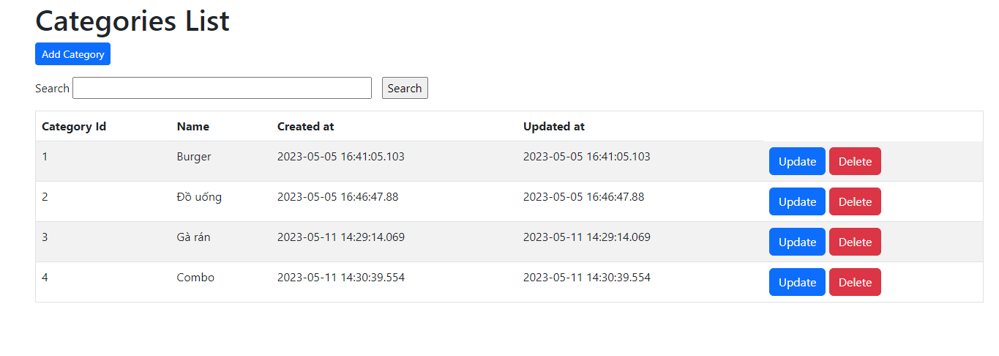 Categories List
Add Category
Search Search
Category Id Name Created at Updated at
1 Burger 2023-05-05 16:41:05.103 2023-05-05 16:41:05.103 Update Delete
2 Đồ uống 2023-05-05 16:46:47.88 2023-05-05 16:46:47.88 Update Delete
3 Gà rán 2023-05-11 14:29:14.069 2023-05-11 14:29:14.069 Update Delete
4 Combo 2023-05-11 14:30:39.554 2023-05-11 14:30:39.554 Update Delete